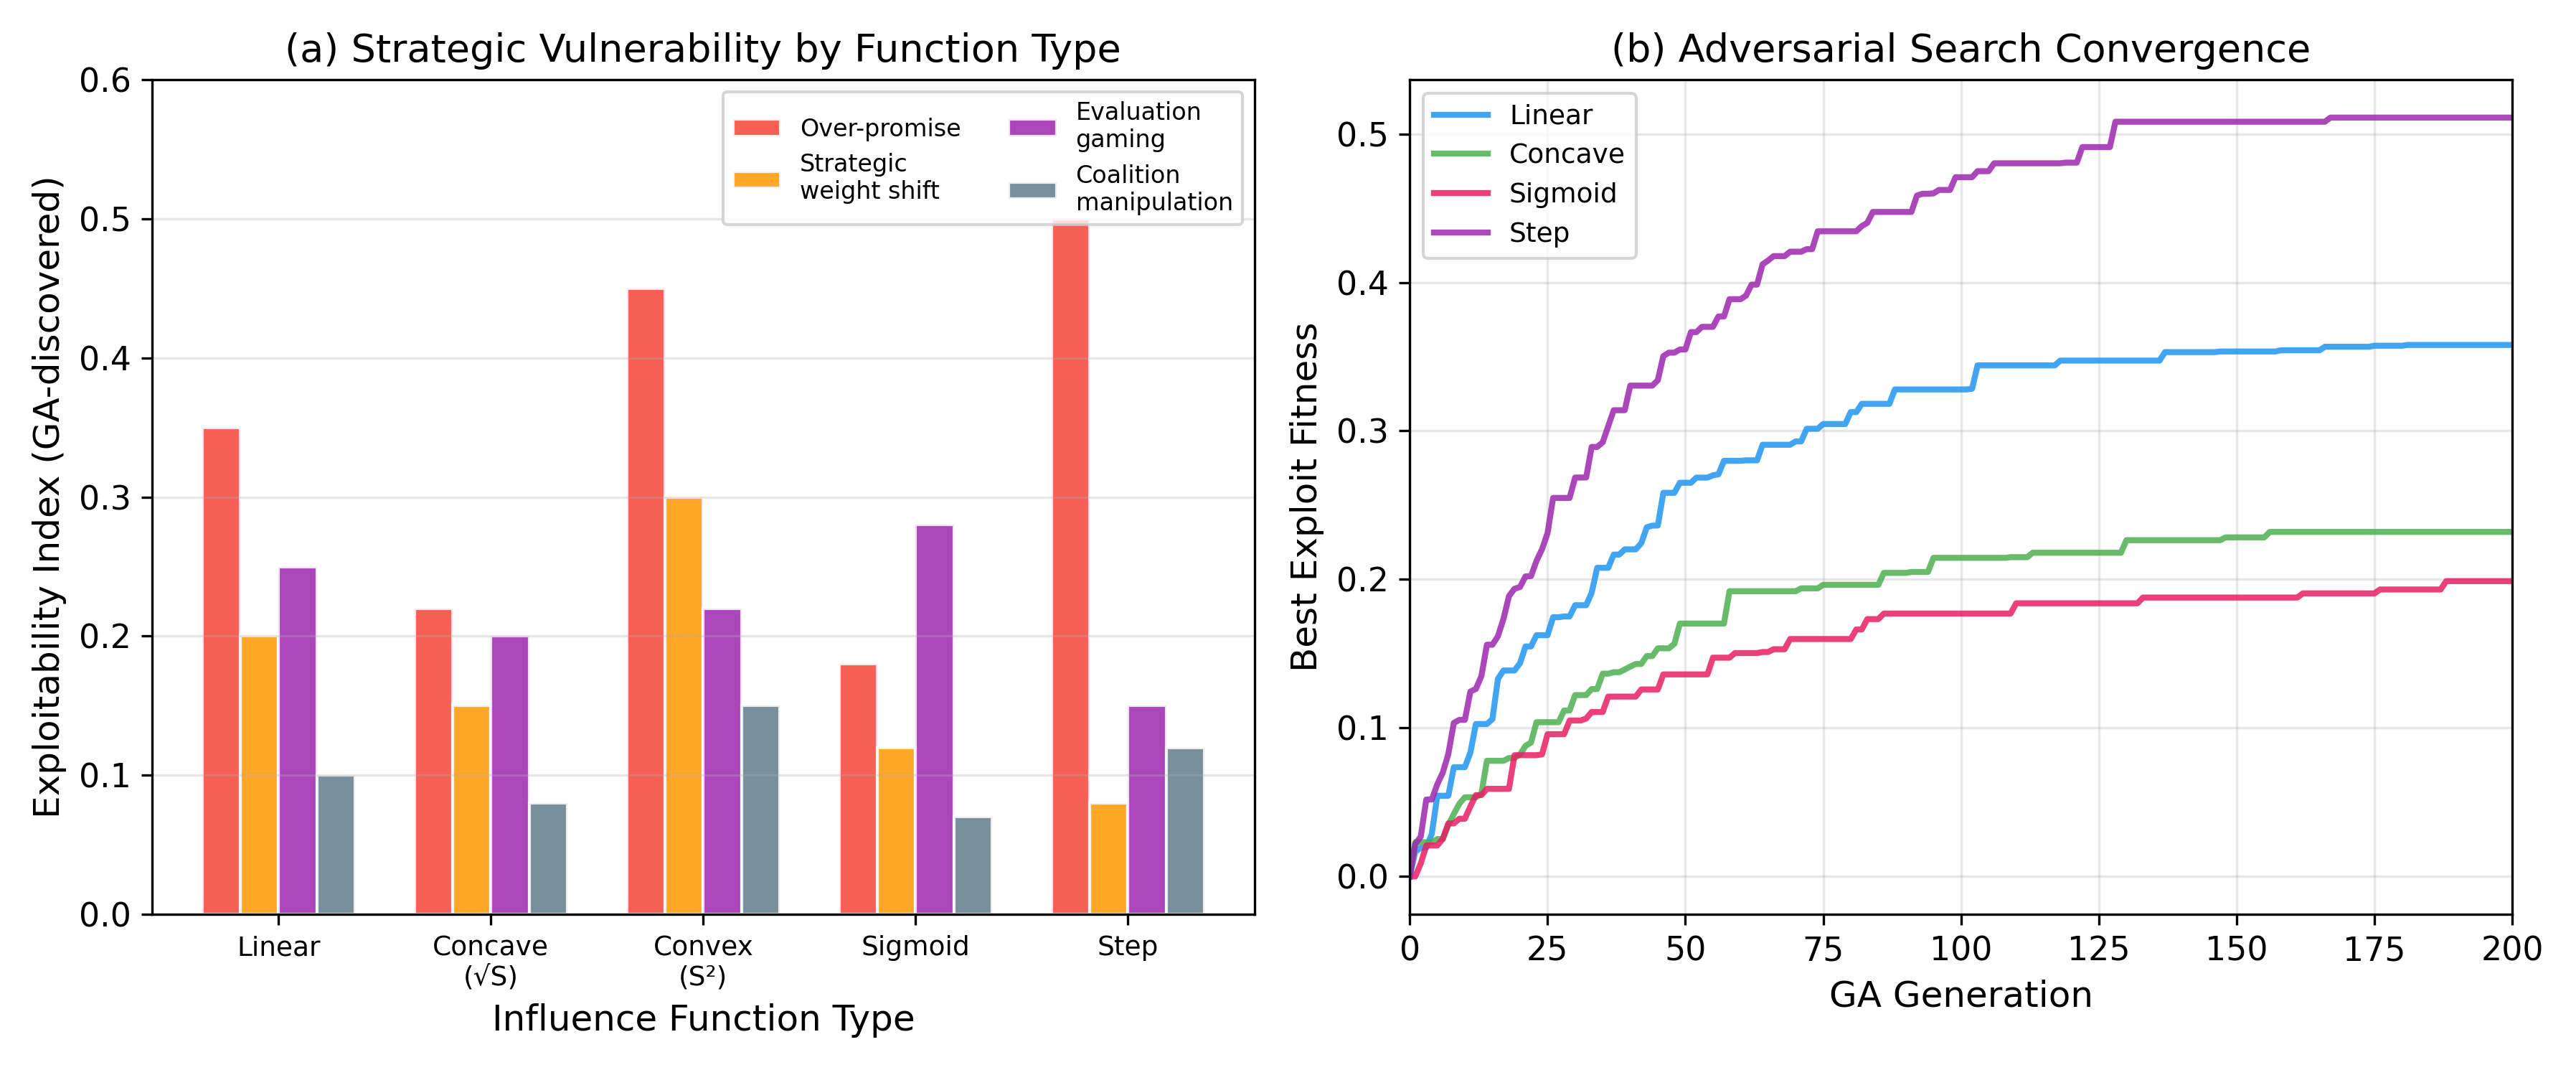 (a) Strategic Vulnerability by Function Type
Exploitability Index (GA-discovered)
0.6
0.5
0.4
0.3
0.2
0.1
0.0
Over-promise
Strategic
weight shift
Evaluation
gaming
Coalition
manipulation
Linear
Concave
(√S)
Convex
(S²)
Sigmoid
Step
Influence Function Type
(b) Adversarial Search Convergence
Best Exploit Fitness
0.5
0.4
0.3
0.2
0.1
0.0
Linear
Concave
Sigmoid
Step
0
25
50
75
100
125
150
175
200
GA Generation